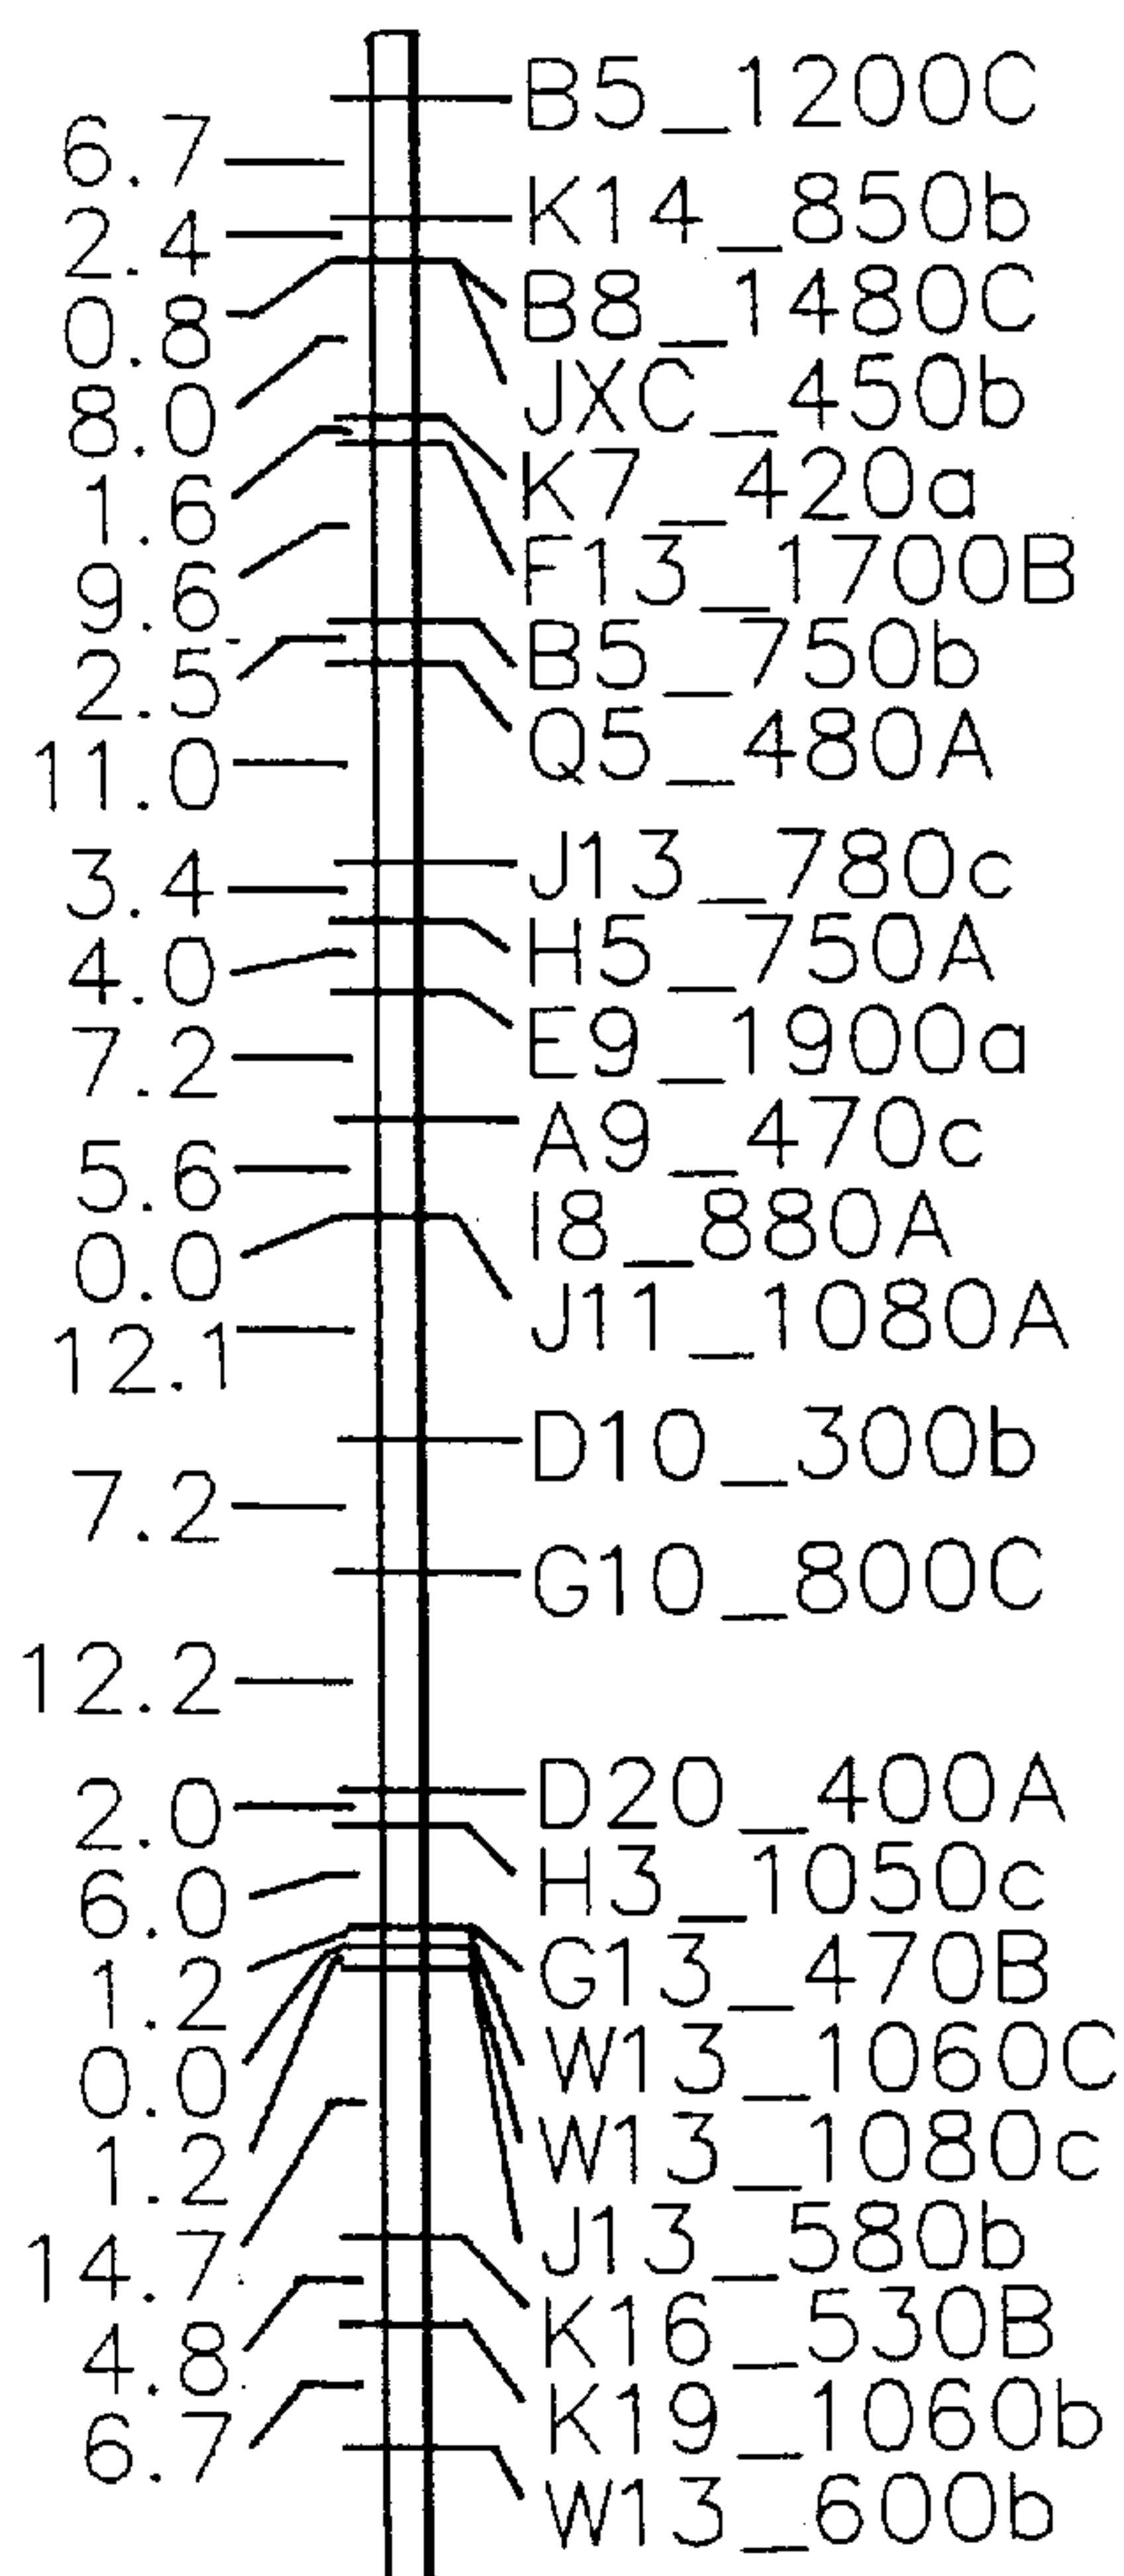 B5_1200C
6.7
K14_850b
2.4
B8_1480C
0.8
JXC_450b
8.0
K7_420a
1.6
F13_1700B
9.6
B5_750b
2.5
Q5_480A
11.0
J13_780c
3.4
H5_750A
4.0
E9_1900a
7.2
A9_470c
5.6
I8_880A
0.0
J11_1080A
12.1
D10_300b
7.2
G10_800C
12.2
D20_400A
2.0
H3_1050c
6.0
G13_470B
1.2
W13_1060C
0.0
W13_1080c
1.2
J13_580b
14.7
K16_530B
4.8
K19_1060b
6.7
W13_600b